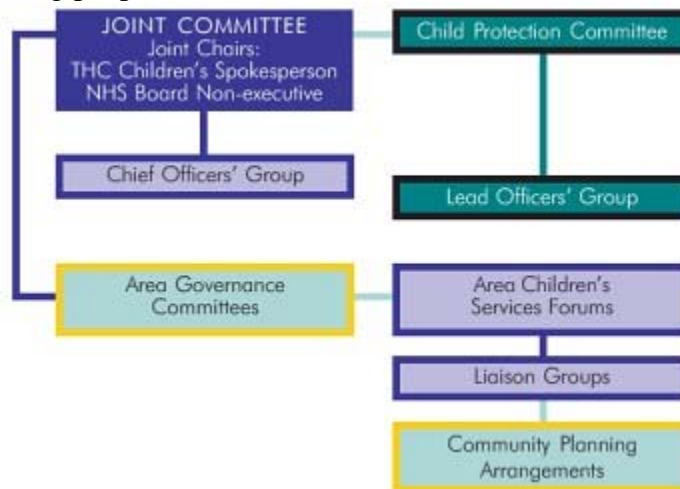 JOINT COMMITTEE
Joint Chairs:
THC Children's Spokesperson
NHS Board Non-executive
Child Protection Committee
Chief Officers' Group
Lead Officers' Group
Area Governance
Committees
Area Children's
Services Forums
Liaison Groups
Community Planning
Arrangements